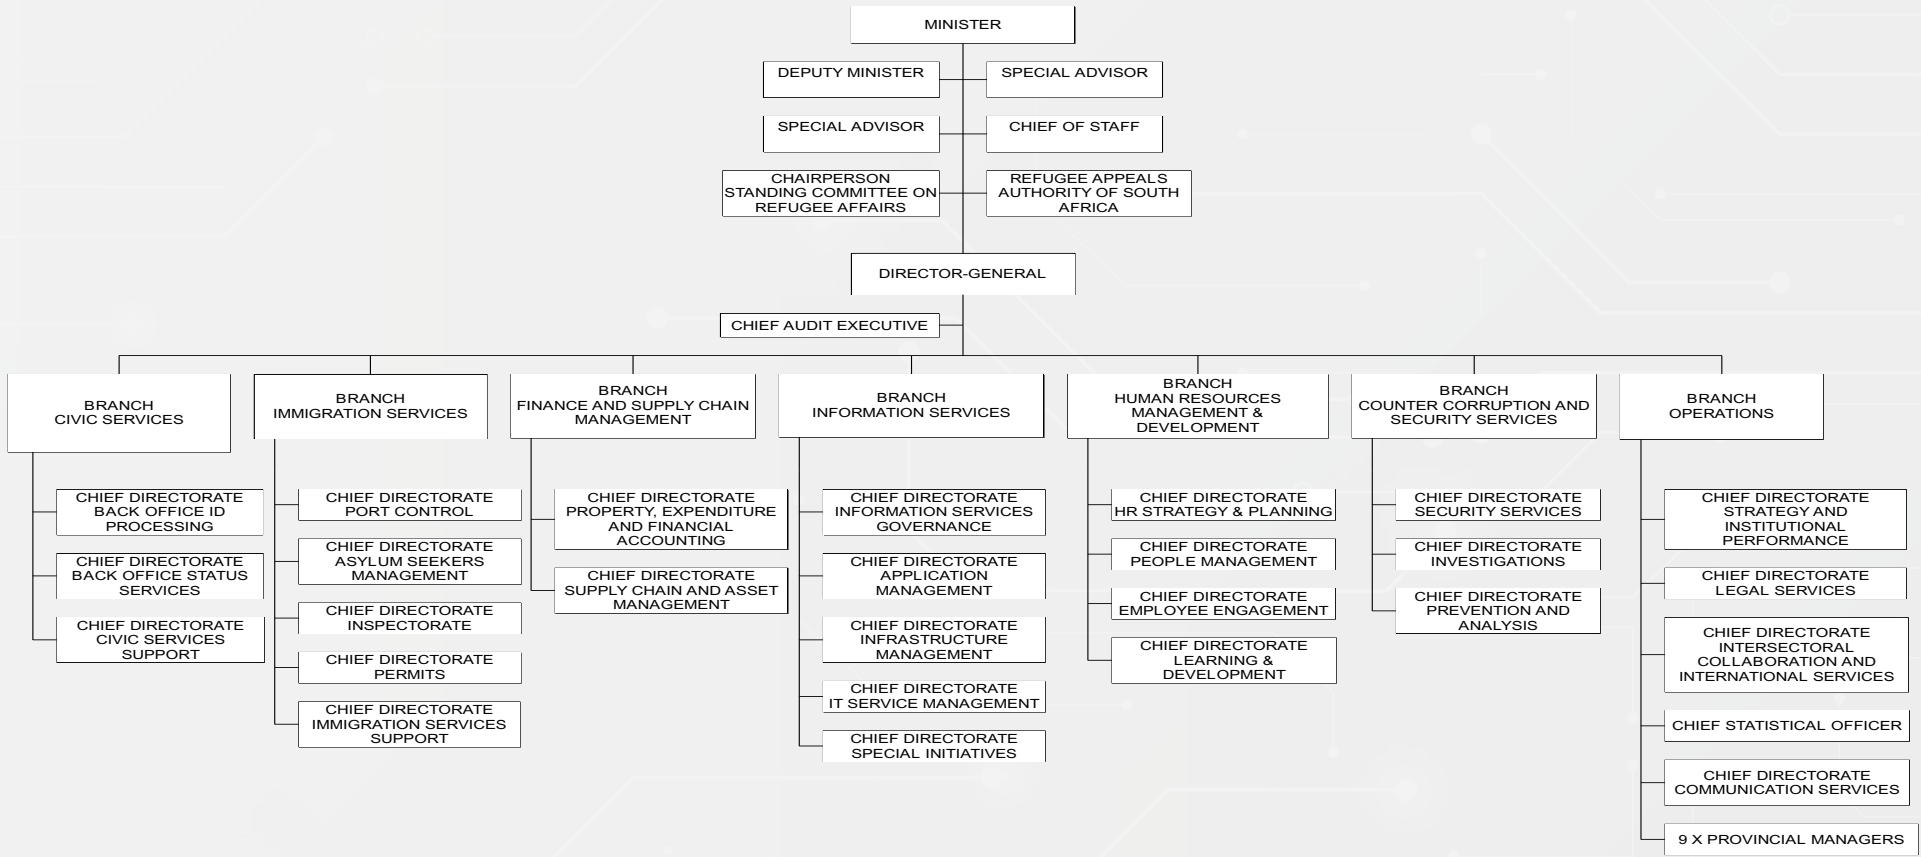 MINISTER
DEPUTY MINISTER
SPECIAL ADVISOR
SPECIAL ADVISOR
CHIEF OF STAFF
CHAIRPERSON
STANDING COMMITTEE ON
REFUGEE AFFAIRS
REFUGEE APPEALS
AUTHORITY OF SOUTH
AFRICA
DIRECTOR-GENERAL
CHIEF AUDIT EXECUTIVE
BRANCH
CIVIC SERVICES
CHIEF DIRECTORATE
BACK OFFICE ID
PROCESSING
CHIEF DIRECTORATE
BACK OFFICE STATUS
SERVICES
CHIEF DIRECTORATE
CIVIC SERVICES
SUPPORT
BRANCH
IMMIGRATION SERVICES
CHIEF DIRECTORATE
PORT CONTROL
CHIEF DIRECTORATE
ASYLUM SEEKERS
MANAGEMENT
CHIEF DIRECTORATE
INSPECTORATE
CHIEF DIRECTORATE
PERMITS
CHIEF DIRECTORATE
IMMIGRATION SERVICES
SUPPORT
BRANCH
FINANCE AND SUPPLY CHAIN
MANAGEMENT
CHIEF DIRECTORATE
PROPERTY, EXPENDITURE
AND FINANCIAL
ACCOUNTING
CHIEF DIRECTORATE
SUPPLY CHAIN AND ASSET
MANAGEMENT
BRANCH
INFORMATION SERVICES
CHIEF DIRECTORATE
INFORMATION SERVICES
GOVERNANCE
CHIEF DIRECTORATE
APPLICATION
MANAGEMENT
CHIEF DIRECTORATE
INFRASTRUCTURE
MANAGEMENT
CHIEF DIRECTORATE
IT SERVICE MANAGEMENT
CHIEF DIRECTORATE
SPECIAL INITIATIVES
BRANCH
HUMAN RESOURCES
MANAGEMENT &
DEVELOPMENT
CHIEF DIRECTORATE
HR STRATEGY & PLANNING
CHIEF DIRECTORATE
PEOPLE MANAGEMENT
CHIEF DIRECTORATE
EMPLOYEE ENGAGEMENT
CHIEF DIRECTORATE
LEARNING &
DEVELOPMENT
BRANCH
COUNTER CORRUPTION AND
SECURITY SERVICES
CHIEF DIRECTORATE
SECURITY SERVICES
CHIEF DIRECTORATE
INVESTIGATIONS
CHIEF DIRECTORATE
PREVENTION AND
ANALYSIS
BRANCH
OPERATIONS
CHIEF DIRECTORATE
STRATEGY AND
INSTITUTIONAL
PERFORMANCE
CHIEF DIRECTORATE
LEGAL SERVICES
CHIEF DIRECTORATE
INTERSECTORAL
COLLABORATION AND
INTERNATIONAL SERVICES
CHIEF STATISTICAL OFFICER
CHIEF DIRECTORATE
COMMUNICATION SERVICES
9 X PROVINCIAL MANAGERS